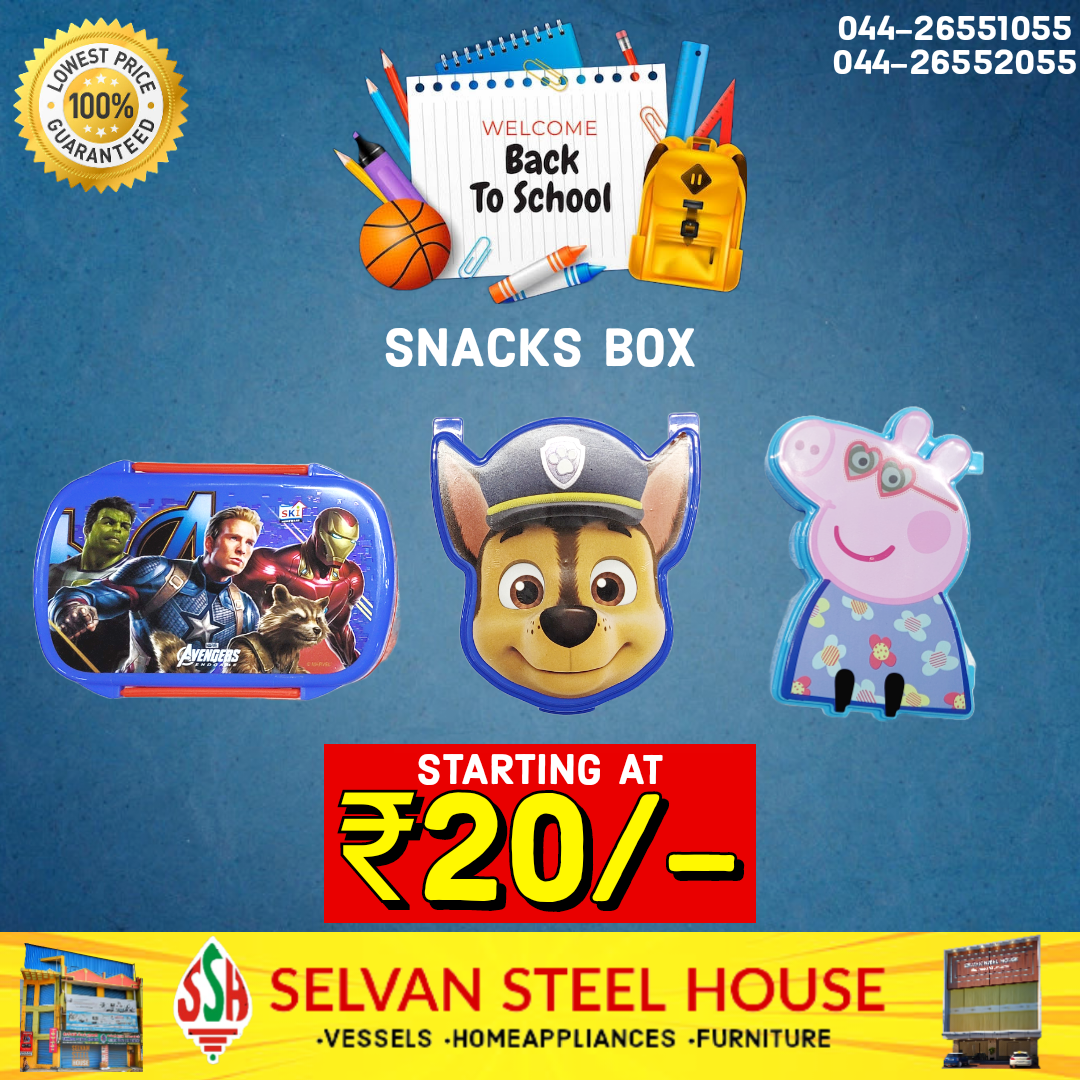 LOWEST PRICE
100%
GUARANTEED
044-26551055
044-26552055
WELCOME
Back
To School
SNACKS BOX
SKI
AVENGERS
ENDGAME
STARTING AT
₹20/-
SSH
SELVAN STEEL HOUSE
•VESSELS •HOMEAPPLIANCES •FURNITURE